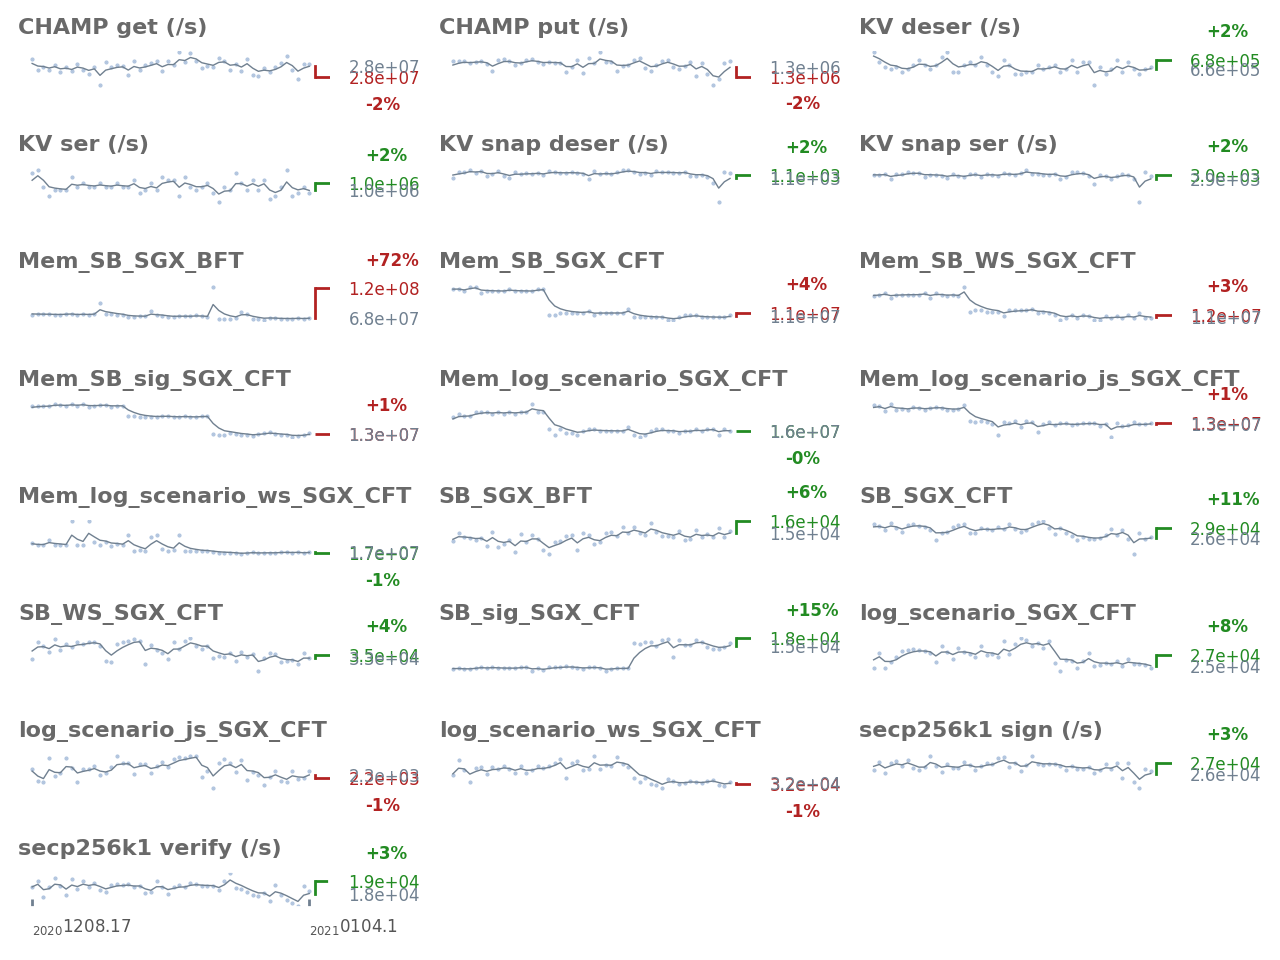 CHAMP get (/s)
2.8e+07
2.8e+07
-2%
CHAMP put (/s)
1.3e+06
1.3e+06
-2%
KV deser (/s)
+2%
6.8e+05
6.6e+05
KV ser (/s)
+2%
1.0e+06
1.0e+06
KV snap deser (/s)
+2%
1.1e+03
1.1e+03
KV snap ser (/s)
+2%
3.0e+03
2.9e+03
Mem_SB_SGX_BFT
+72%
1.2e+08
6.8e+07
Mem_SB_SGX_CFT
+4%
1.1e+07
1.1e+07
Mem_SB_WS_SGX_CFT
+3%
1.2e+07
1.1e+07
Mem_SB_sig_SGX_CFT
+1%
1.3e+07
Mem_log_scenario_SGX_CFT
1.6e+07
-0%
Mem_log_scenario_js_SGX_CFT
+1%
1.3e+07
Mem_log_scenario_ws_SGX_CFT
1.7e+07
-1%
SB_SGX_BFT
+6%
1.6e+04
1.5e+04
SB_SGX_CFT
+11%
2.9e+04
2.6e+04
SB_WS_SGX_CFT
+4%
3.5e+04
3.3e+04
SB_sig_SGX_CFT
+15%
1.8e+04
1.5e+04
log_scenario_SGX_CFT
+8%
2.7e+04
2.5e+04
log_scenario_js_SGX_CFT
2.2e+03
-1%
log_scenario_ws_SGX_CFT
3.2e+04
-1%
secp256k1 sign (/s)
+3%
2.7e+04
2.6e+04
secp256k1 verify (/s)
+3%
1.9e+04
1.8e+04
2020 1208.17
2021 0104.1